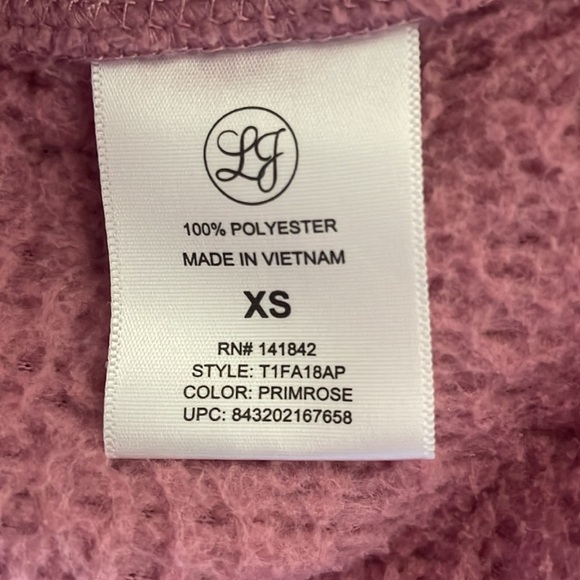 LJ
100% POLYESTER
MADE IN VIETNAM
XS
RN# 141842
STYLE: T1FA18AP
COLOR: PRIMROSE
UPC: 843202167658